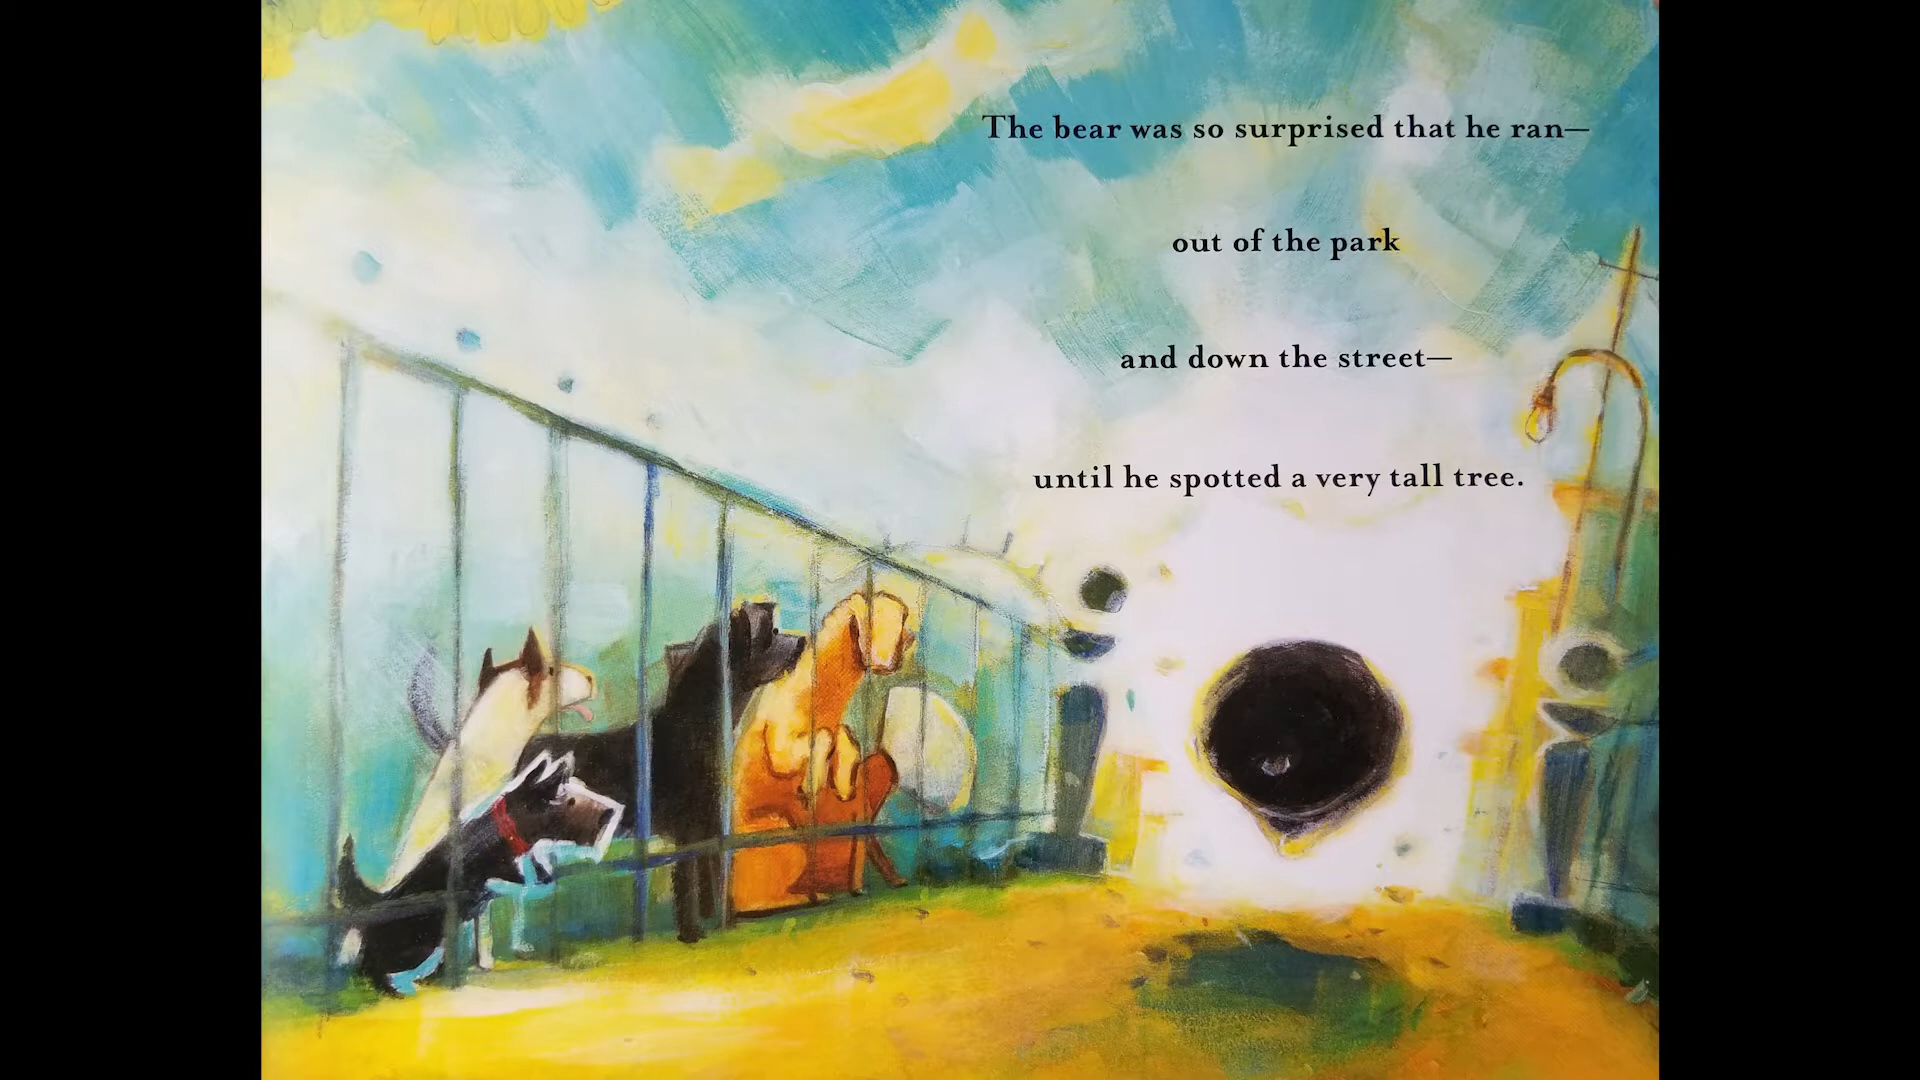 The bear was so surprised that he ran—
out of the park
and down the street—
until he spotted a very tall tree.